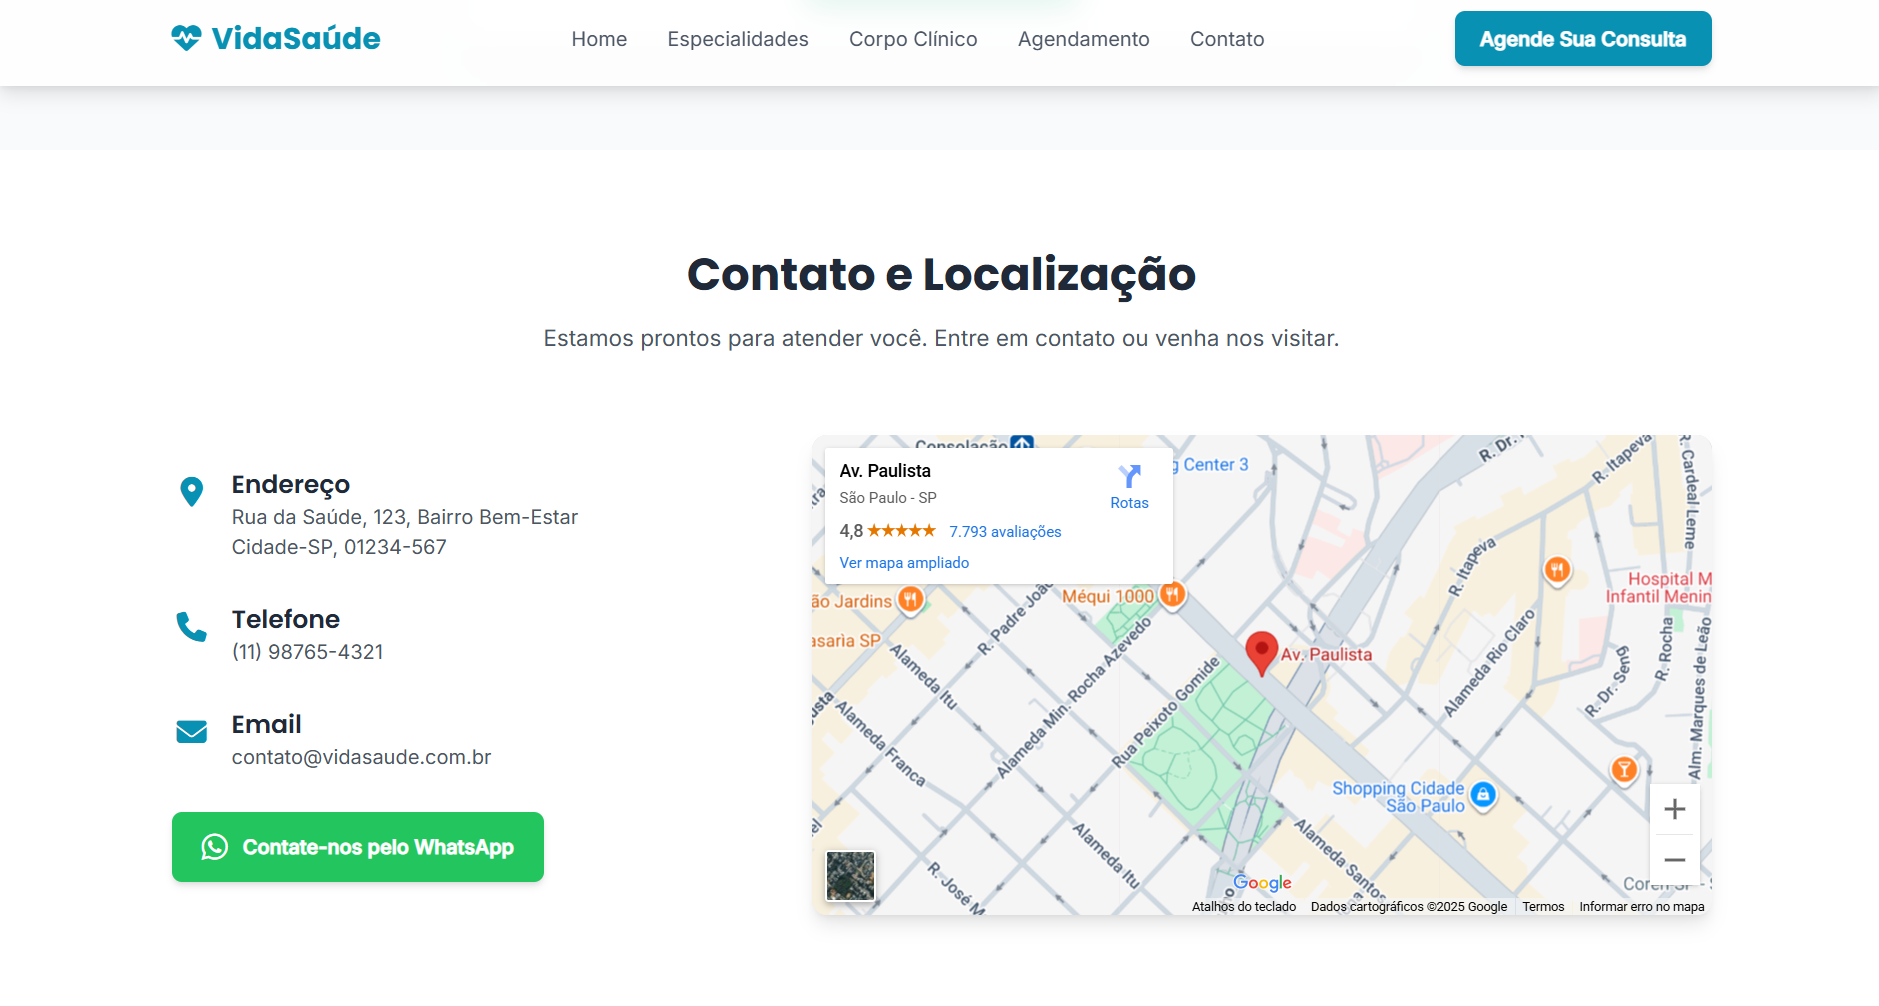 VidaSaúde
Home
Especialidades
Corpo Clínico
Agendamento
Contato
Agende Sua Consulta
Contato e Localização
Estamos prontos para atender você. Entre em contato ou venha nos visitar.
Endereço
Rua da Saúde, 123, Bairro Bem-Estar
Cidade-SP, 01234-567
Telefone
(11) 98765-4321
Email
contato@vidasaude.com.br
Contate-nos pelo WhatsApp
Consolação
Av. Paulista
São Paulo - SP
Rotas
4,8
7.793 avaliações
Ver mapa ampliado
g Center 3
R. Dr.
R. Itapeva
R. Cardeal Leme
ão Jardins
Méqui 1000
R. Padre João
R. Itapeva
Hospital M
Infantil Menin
asaria SP
Alameda Itu
Alameda Min. Rocha Azevedo
Rua Peixoto Gomide
Av. Paulista
Alameda Rio Claro
R. Dr. Seng
R. Rocha
Alm. Marques de Leão
usta
Alameda Franca
Shopping Cidade
São Paulo
Alameda Itu
Alameda Santos
R. José M
Google
Atalhos do teclado
Dados cartográficos ©2025 Google
Termos
Informar erro no mapa